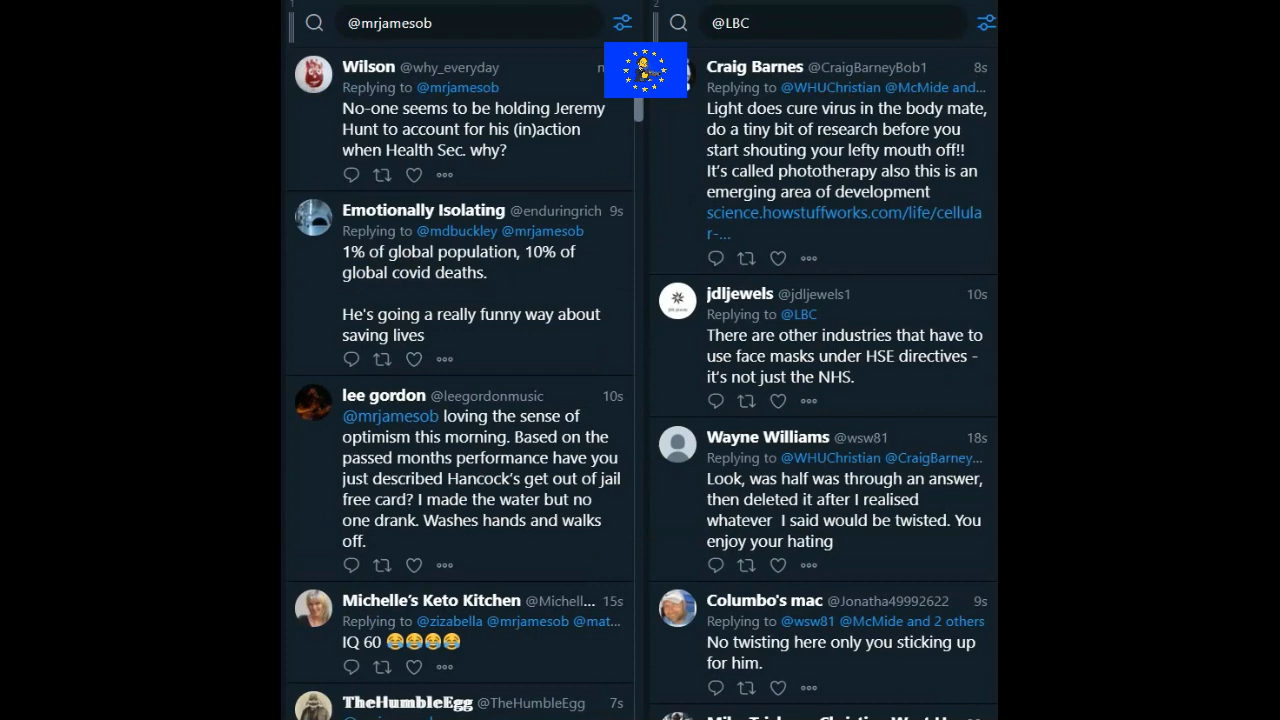 1
@mrjamesob
Wilson @why_everyday
Replying to @mrjamesob
No-one seems to be holding Jeremy
Hunt to account for his (in)action
when Health Sec. why?
Emotionally Isolating @enduringrich 9s
Replying to @mdbuckley @mrjamesob
1% of global population, 10% of
global covid deaths.
He's going a really funny way about
saving lives
lee gordon @leegordonmusic 10s
@mrjamesob loving the sense of
optimism this morning. Based on the
passed months performance have you
just described Hancock's get out of jail
free card? I made the water but no
one drank. Washes hands and walks
off.
Michelle's Keto Kitchen @Michell... 15s
Replying to @zizabella @mrjamesob @mat...
IQ 60 😂😂😂😂
TheHumbleEgg @TheHumbleEgg 7s
2
@LBC
Craig Barnes @CraigBarneyBob1 8s
Replying to @WHUChristian @McMide and...
Light does cure virus in the body mate,
do a tiny bit of research before you
start shouting your lefty mouth off!!
It's called phototherapy also this is an
emerging area of development
science.howstuffworks.com/life/cellula
r-...
jdljewels @jdljewels1 10s
Replying to @LBC
There are other industries that have to
use face masks under HSE directives -
it's not just the NHS.
Wayne Williams @wsw81 18s
Replying to @WHUChristian @CraigBarney...
Look, was half was through an answer,
then deleted it after I realised
whatever I said would be twisted. You
enjoy your hating
Columbo's mac @Jonatha49992622 9s
Replying to @wsw81 @McMide and 2 others
No twisting here only you sticking up
for him.